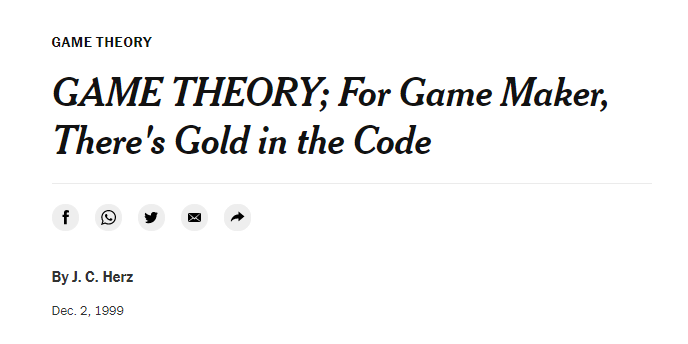 GAME THEORY
GAME THEORY; For Game Maker,
There's Gold in the Code
By J. C. Herz
Dec. 2, 1999